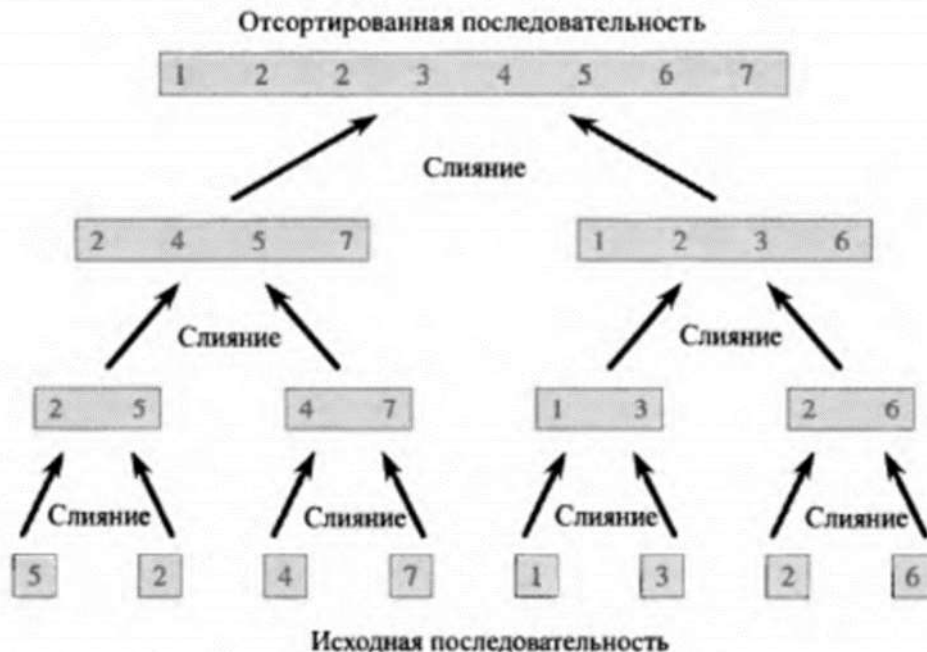 Отсортированная последовательность
1 2 2 3 4 5 6 7
Слияние
2 4 5 7
1 2 3 6
Слияние
Слияние
2 5
4 7
1 3
2 6
Слияние
Слияние
Слияние
Слияние
5 2 4 7 1 3 2 6
Исходная последовательность